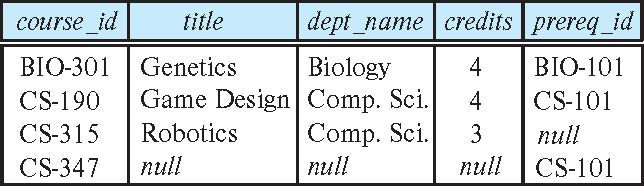 course_id title dept_name credits prereq_id
BIO-301 Genetics Biology 4 BIO-101
CS-190 Game Design Comp. Sci. 4 CS-101
CS-315 Robotics Comp. Sci. 3 null
CS-347 null null null CS-101